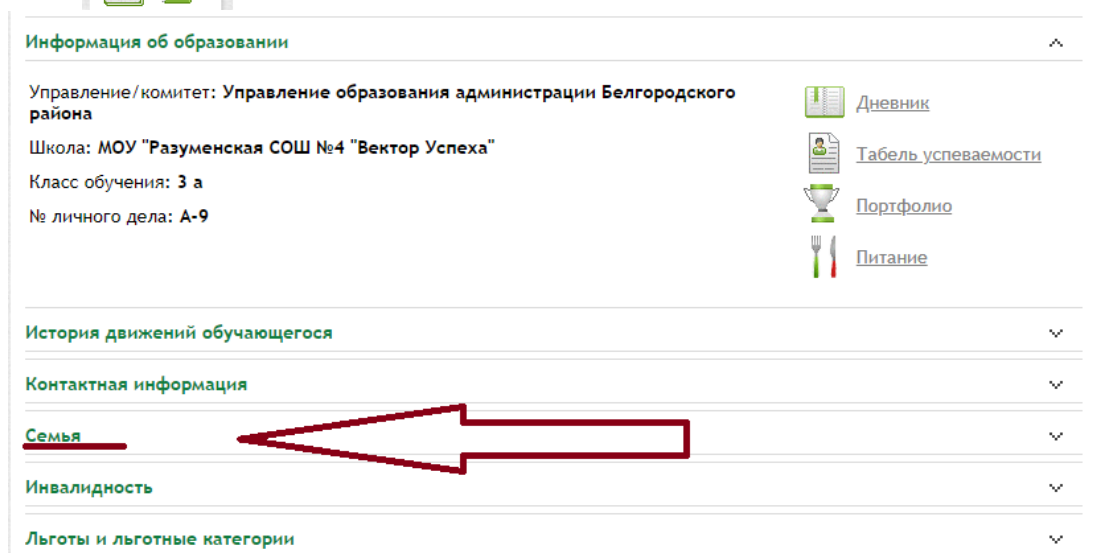 Информация об образовании
Управление/комитет: Управление образования администрации Белгородского
района
Школа: МОУ "Разуменская СОШ №4 "Вектор Успеха"
Класс обучения: 3 а
№ личного дела: А-9
Дневник
Табель успеваемости
Портфолио
Питание
История движений обучающегося
Контактная информация
Семья
Инвалидность
Льготы и льготные категории